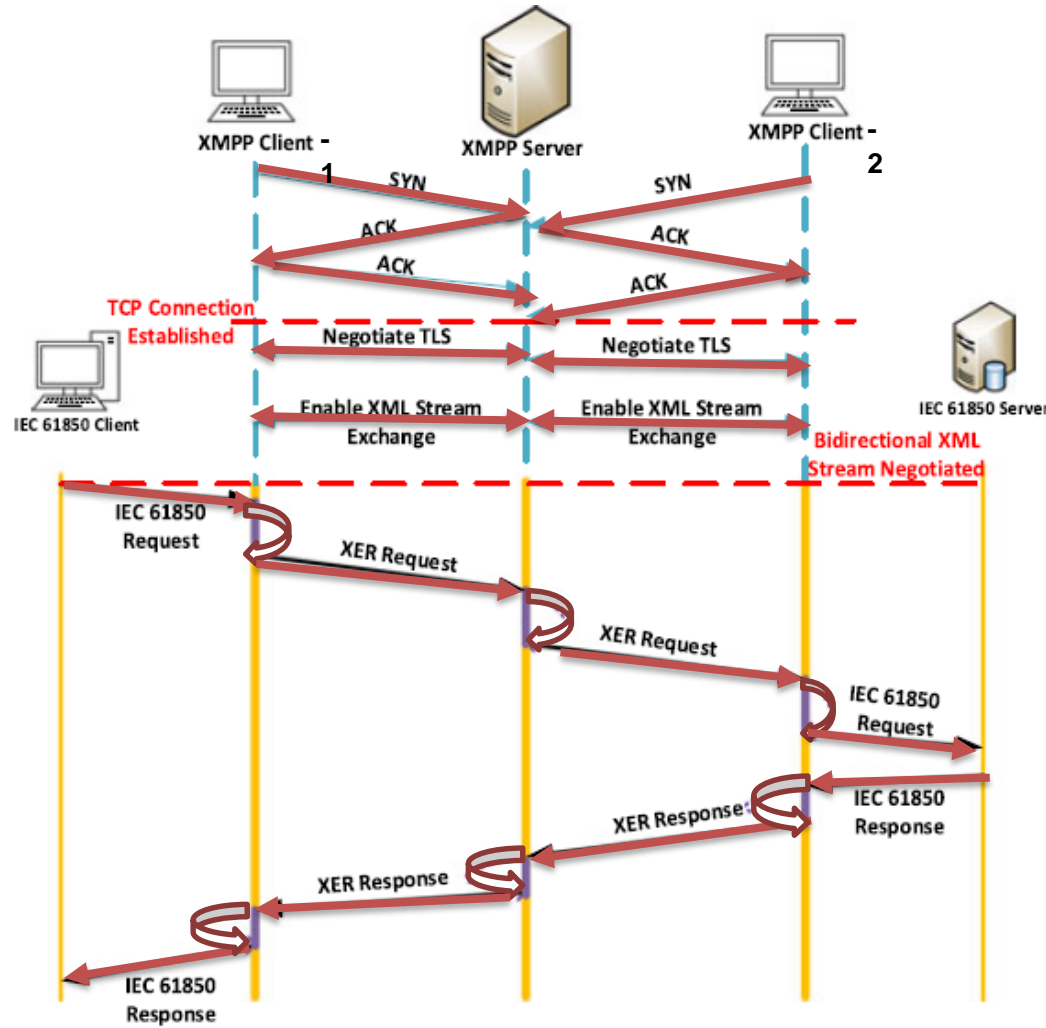 XMPP Client -
1
XMPP Server
XMPP Client -
2
SYN
SYN
ACK
ACK
ACK
ACK
TCP Connection
Established
Negotiate TLS
Negotiate TLS
IEC 61850 Client
IEC 61850 Server
Enable XML Stream
Exchange
Enable XML Stream
Exchange
Bidirectional XML
Stream Negotiated
IEC 61850
Request
XER Request
XER Request
IEC 61850
Request
IEC 61850
Response
XER Response
XER Response
IEC 61850
Response